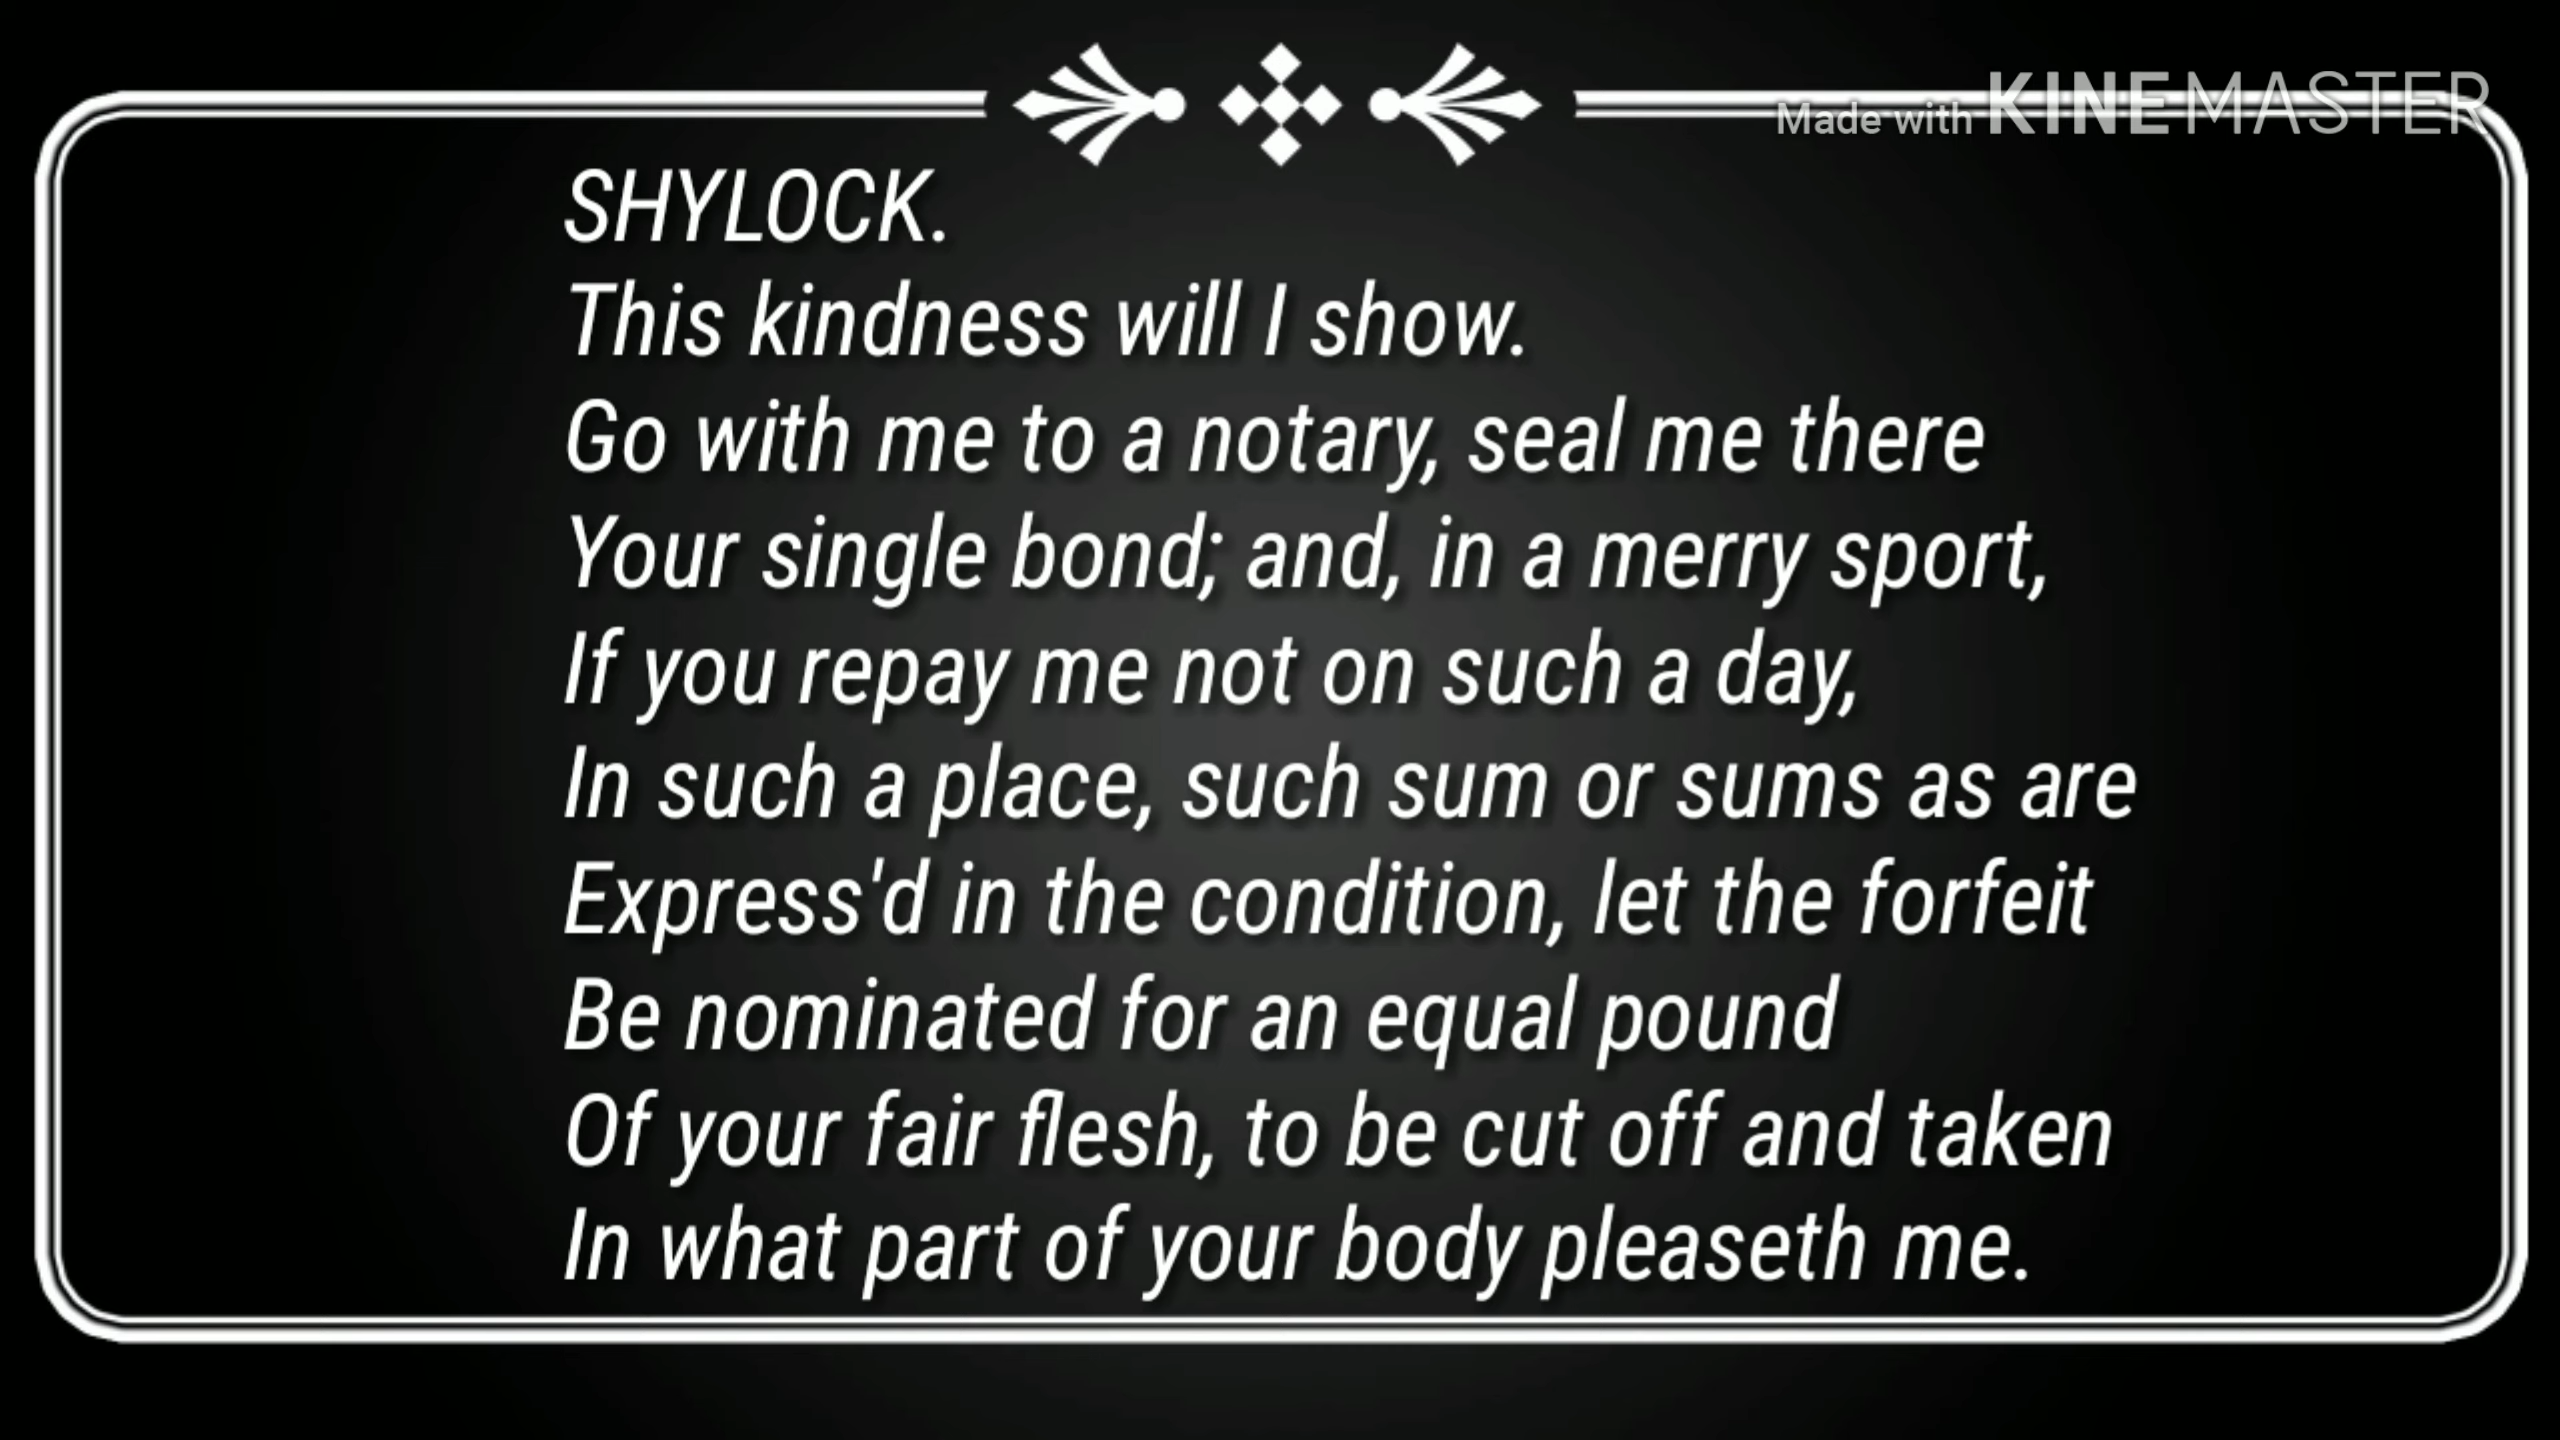 Made with KINEMASTER
SHYLOCK.
This kindness will I show.
Go with me to a notary, seal me there
Your single bond; and, in a merry sport,
If you repay me not on such a day,
In such a place, such sum or sums as are
Express'd in the condition, let the forfeit
Be nominated for an equal pound
Of your fair flesh, to be cut off and taken
In what part of your body pleaseth me.